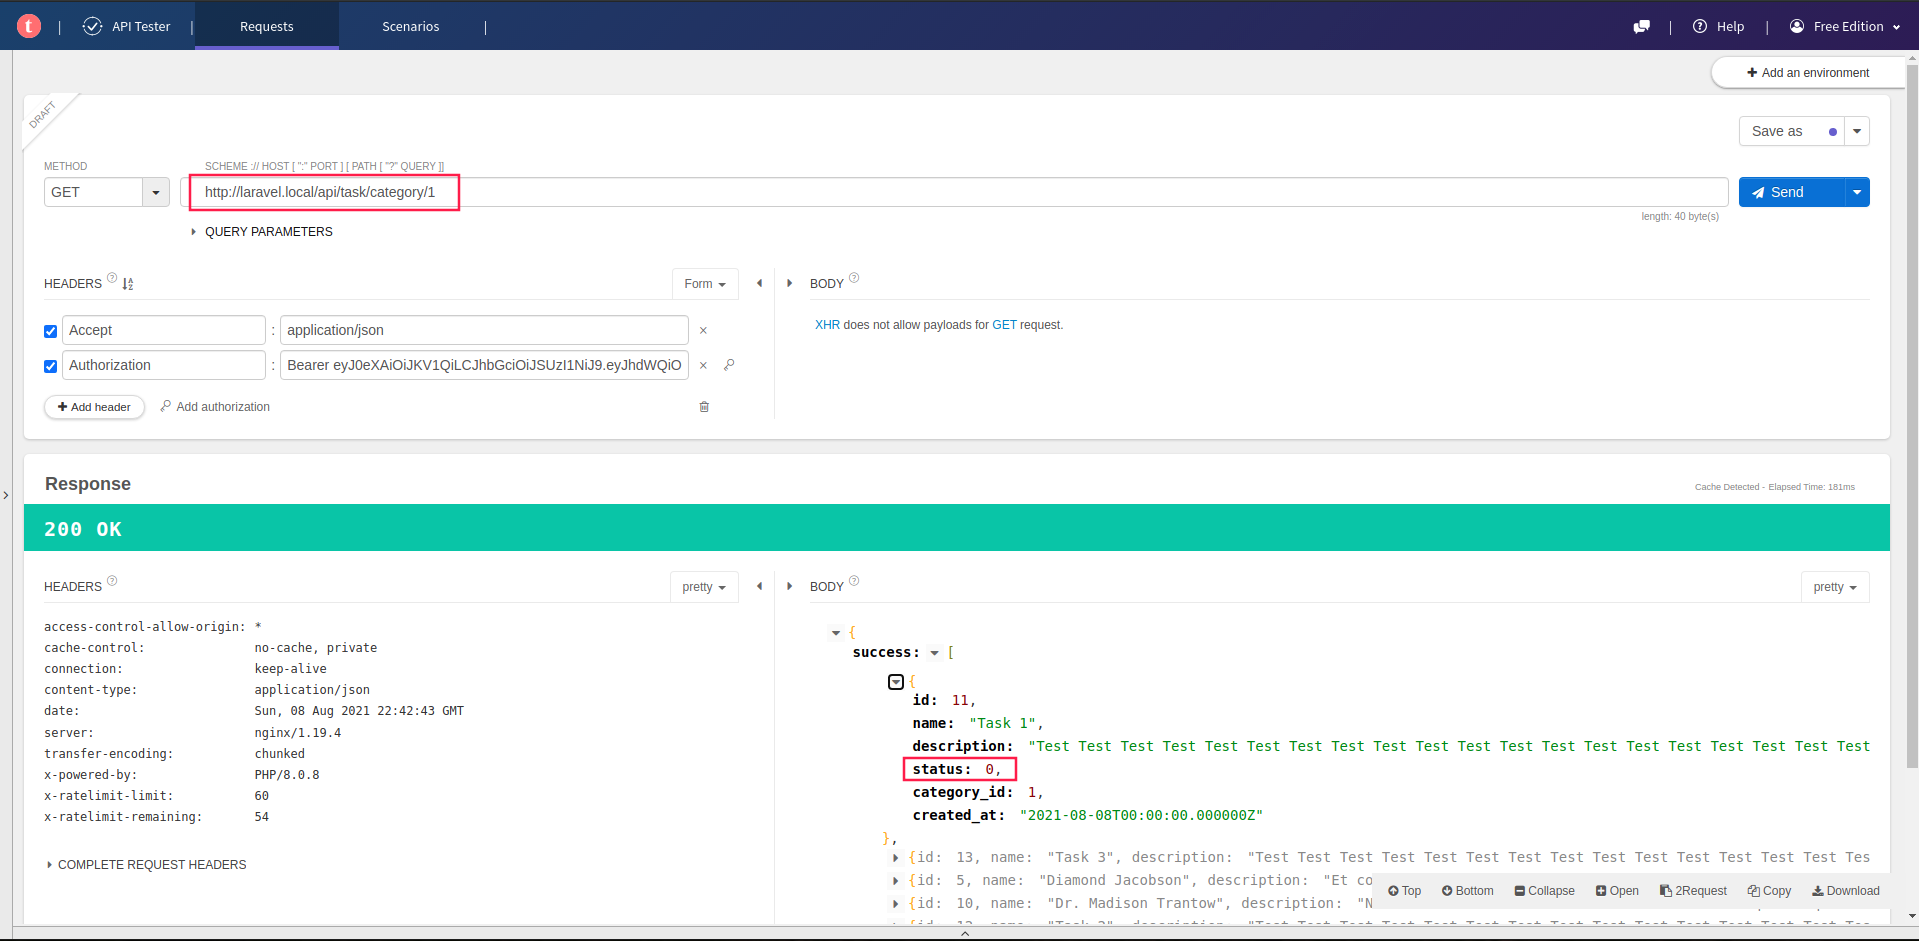 t | API Tester | Requests Scenarios | | Help | Free Edition
+ Add an environment
DRAFT
Save as
METHOD SCHEME :// HOST [ ":" PORT ] [ PATH [ "?" QUERY ]]
GET http://laravel.local/api/task/category/1 Send
length: 40 byte(s)
QUERY PARAMETERS
HEADERS ? Form BODY ?
Accept : application/json ×
XHR does not allow payloads for GET request.
Authorization : Bearer eyJ0eXAiOiJKV1QiLCJhbGciOiJSUzI1NiJ9.eyJhdWQiO ×
+ Add header Add authorization
Response
Cache Detected - Elapsed Time: 181ms
200 OK
HEADERS ? pretty BODY ? pretty
access-control-allow-origin: *
cache-control: no-cache, private
connection: keep-alive
content-type: application/json
date: Sun, 08 Aug 2021 22:42:43 GMT
server: nginx/1.19.4
transfer-encoding: chunked
x-powered-by: PHP/8.0.8
x-ratelimit-limit: 60
x-ratelimit-remaining: 54
COMPLETE REQUEST HEADERS
{
success: [
{
id: 11,
name: "Task 1",
description: "Test Test Test Test Test Test Test Test Test Test Test Test Test Test Test Test Test Test Test Test
status: 0,
category_id: 1,
created_at: "2021-08-08T00:00:00.000000Z"
},
{id: 13, name: "Task 3", description: "Test Test Test Test Test Test Test Test Test Test Test Test Test Test Tes
{id: 5, name: "Diamond Jacobson", description: "Et co
{id: 10, name: "Dr. Madison Trantow", description: "N
Top Bottom Collapse Open 2Request Copy Download